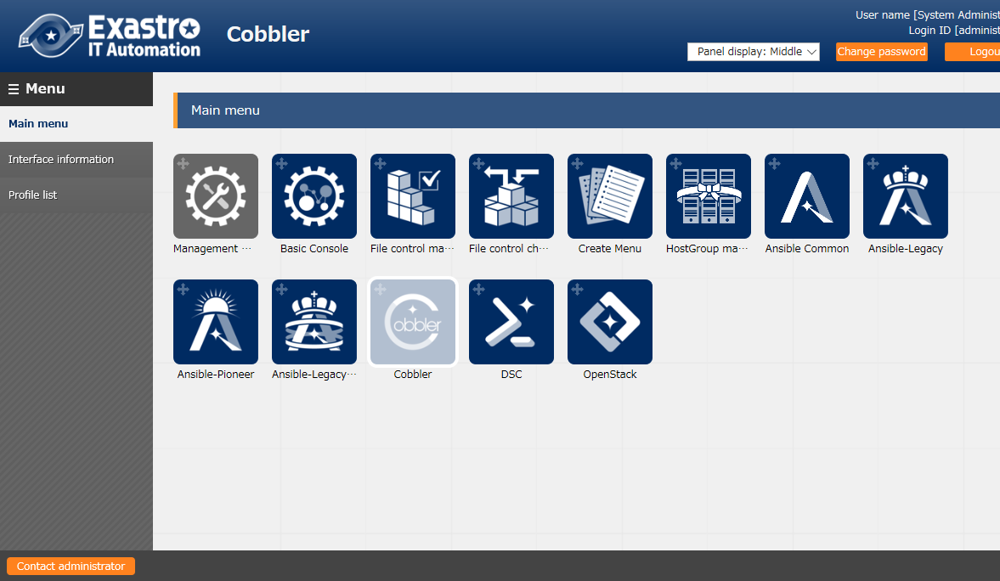 Exastro
IT Automation
Cobbler
User name [System Administ
Login ID [administ
Panel display: Middle
Change password
Logou
Menu
Main menu
Interface information
Profile list
Main menu
Management ···
Basic Console
File control ma···
File control ch···
Create Menu
HostGroup ma···
Ansible Common
Ansible-Legacy
Ansible-Pioneer
Ansible-Legacy···
Cobbler
Cobbler
DSC
OpenStack
Contact administrator